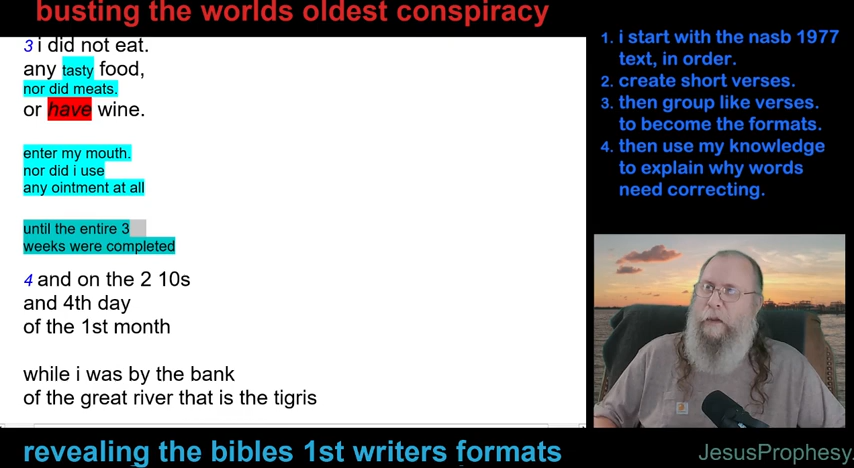 busting the worlds oldest conspiracy
3 i did not eat.
any tasty food,
nor did meats.
or have wine.
enter my mouth.
nor did i use
any ointment at all
until the entire 3
weeks were completed
4 and on the 2 10s
and 4th day
of the 1st month
while i was by the bank
of the great river that is the tigris
1. i start with the nasb 1977
text, in order.
2. create short verses.
3. then group like verses.
to become the formats.
4. then use my knowledge
to explain why words
need correcting.
revealing the bibles 1st writers formats
JesusProphesy.